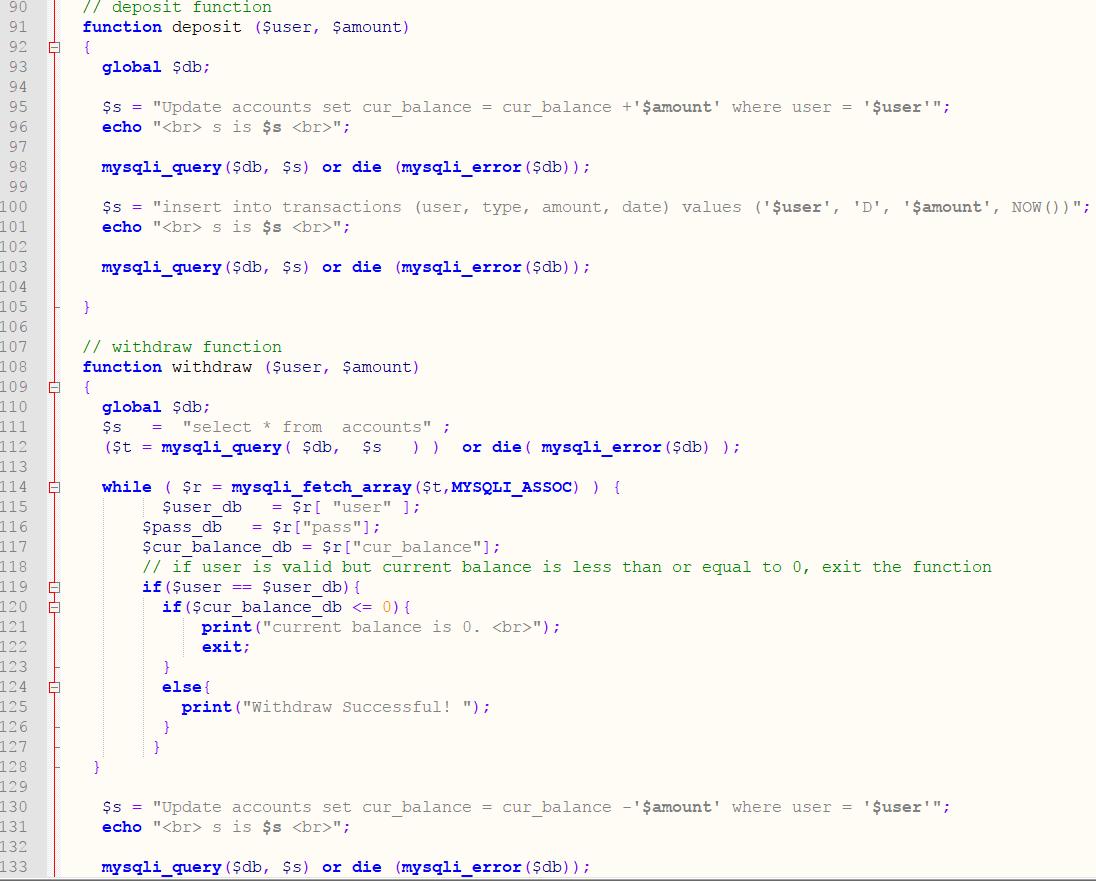 90 // deposit function
91 function deposit ($user, $amount)
92 {
93 global $db;
94
95 $s = "Update accounts set cur_balance = cur_balance +'$amount' where user = '$user'";
96 echo "<br> s is $s <br>";
97
98 mysqli_query($db, $s) or die (mysqli_error($db));
99
100 $s = "insert into transactions (user, type, amount, date) values ('$user', 'D', '$amount', NOW())";
101 echo "<br> s is $s <br>";
102
103 mysqli_query($db, $s) or die (mysqli_error($db));
104
105 }
106
107 // withdraw function
108 function withdraw ($user, $amount)
109 {
110 global $db;
111 $s = "select * from accounts" ;
112 ($t = mysqli_query( $db, $s ) ) or die( mysqli_error($db) );
113
114 while ( $r = mysqli_fetch_array($t,MYSQLI_ASSOC) ) {
115 $user_db = $r[ "user" ];
116 $pass_db = $r["pass"];
117 $cur_balance_db = $r["cur_balance"];
118 // if user is valid but current balance is less than or equal to 0, exit the function
119 if($user == $user_db){
120 if($cur_balance_db <= 0){
121 print("current balance is 0. <br>");
122 exit;
123 }
124 else{
125 print("Withdraw Successful! ");
126 }
127 }
128 }
129
130 $s = "Update accounts set cur_balance = cur_balance -'$amount' where user = '$user'";
131 echo "<br> s is $s <br>";
132
133 mysqli_query($db, $s) or die (mysqli_error($db));